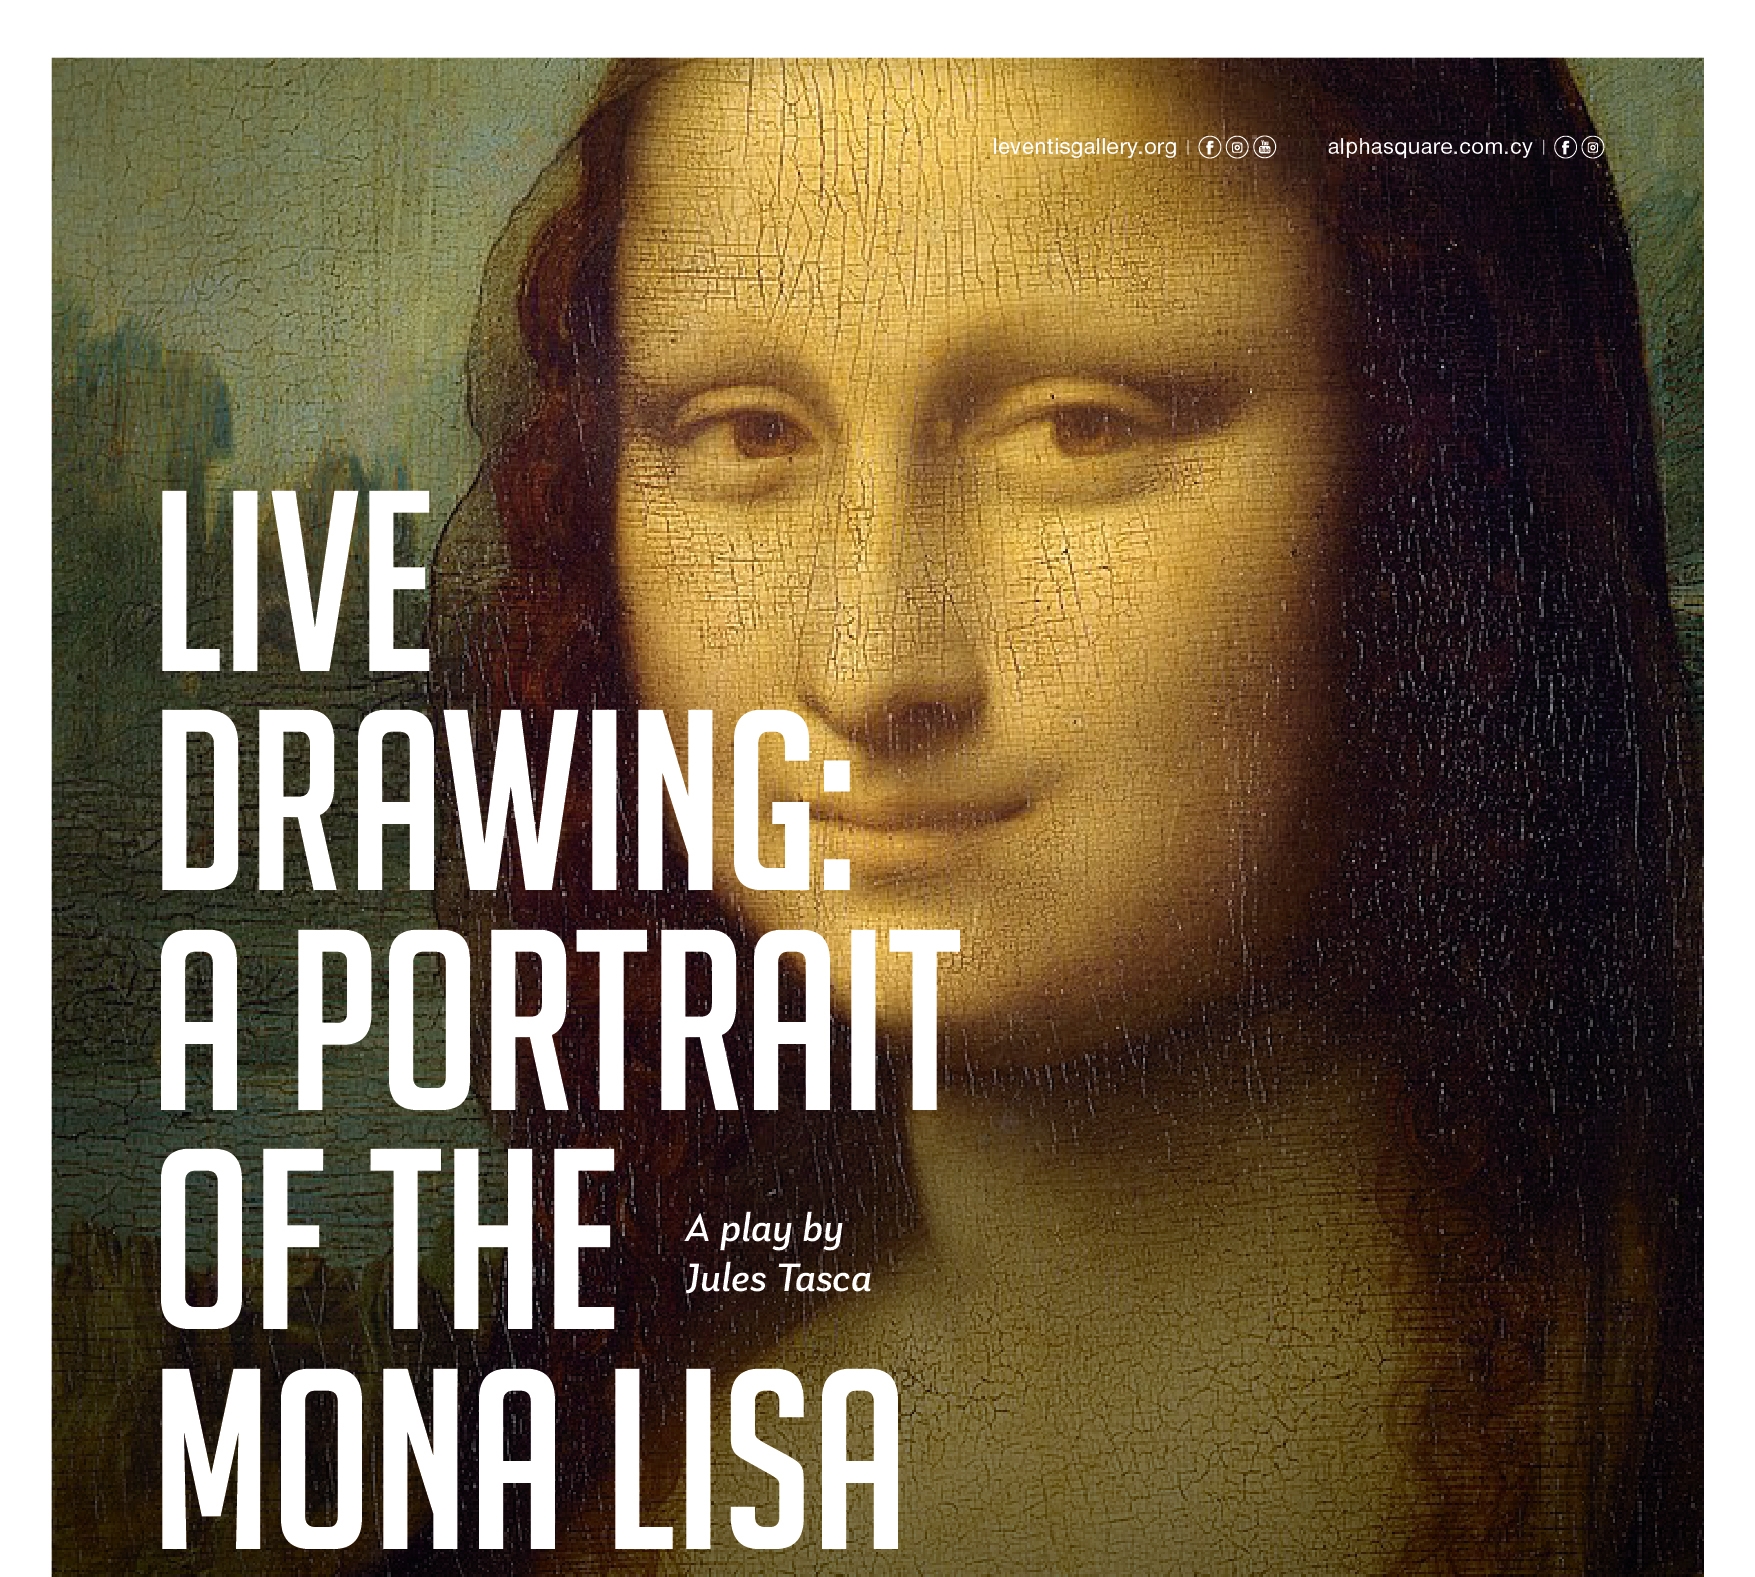 leventisgallery.org | alphasquare.com.cy |
LIVE
DRAWING:
A PORTRAIT
OF THE
A play by
Jules Tasca
MONA LISA